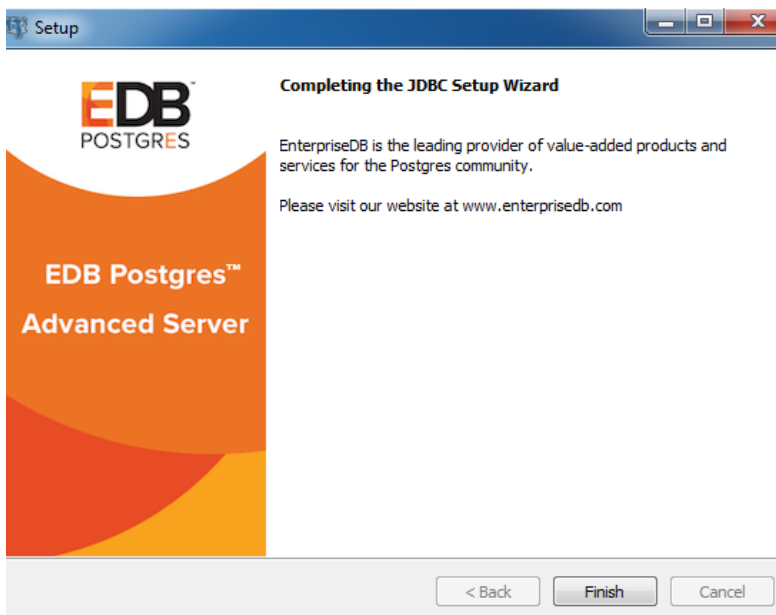 Setup
EDB
POSTGRES
EDB Postgres™
Advanced Server
Completing the JDBC Setup Wizard
EnterpriseDB is the leading provider of value-added products and
services for the Postgres community.
Please visit our website at www.enterprisedb.com
< Back
Finish
Cancel